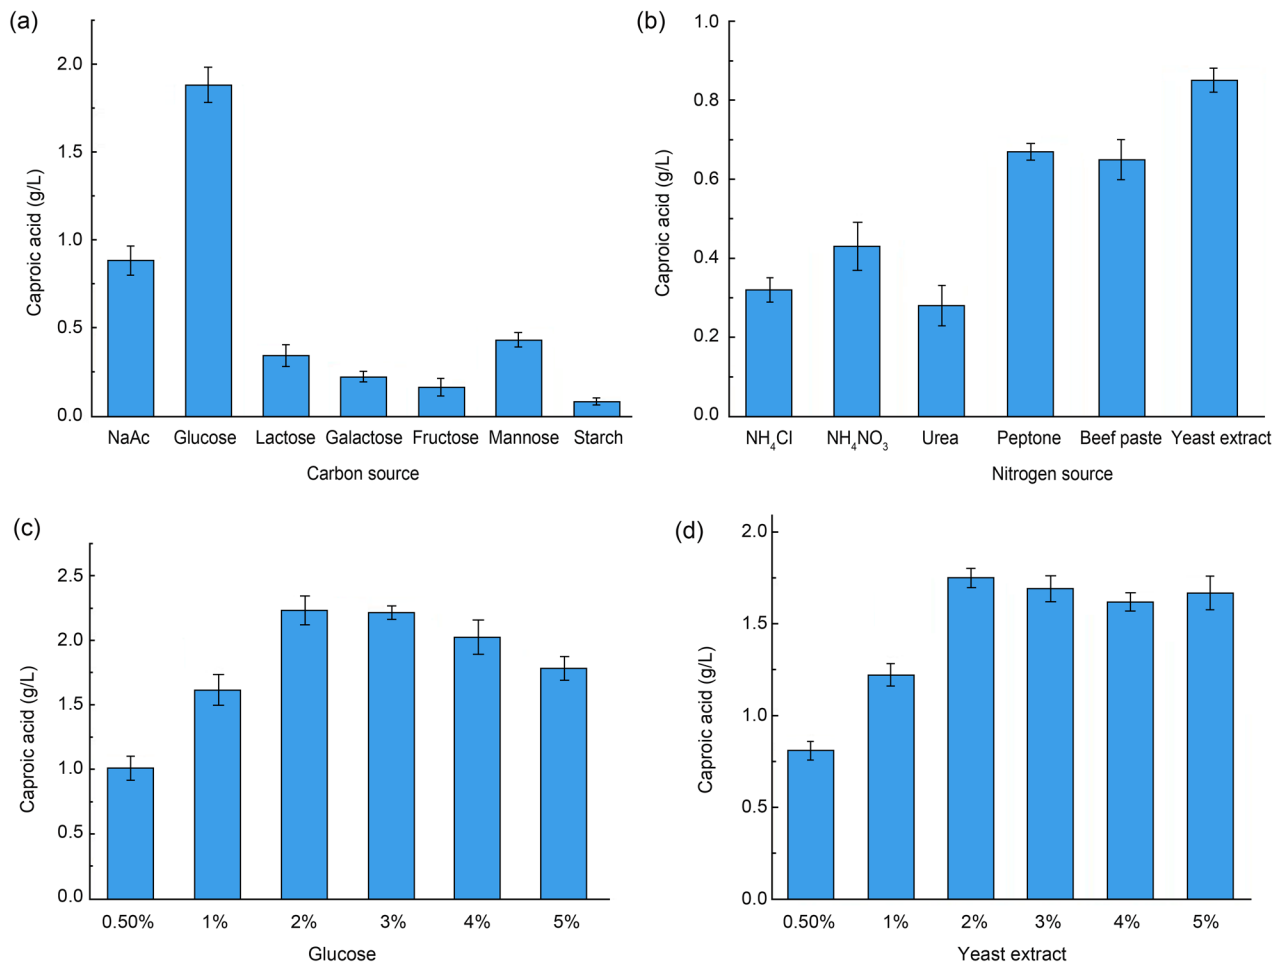 (a)
Caproic acid (g/L)
2.0
1.5
1.0
0.5
0.0
NaAc Glucose Lactose Galactose Fructose Mannose Starch
Carbon source
(b)
Caproic acid (g/L)
1.0
0.8
0.6
0.4
0.2
0.0
NH₄Cl NH₄NO₃ Urea Peptone Beef paste Yeast extract
Nitrogen source
(c)
Caproic acid (g/L)
2.5
2.0
1.5
1.0
0.5
0.0
0.50% 1% 2% 3% 4% 5%
Glucose
(d)
Caproic acid (g/L)
2.0
1.5
1.0
0.5
0.0
0.50% 1% 2% 3% 4% 5%
Yeast extract